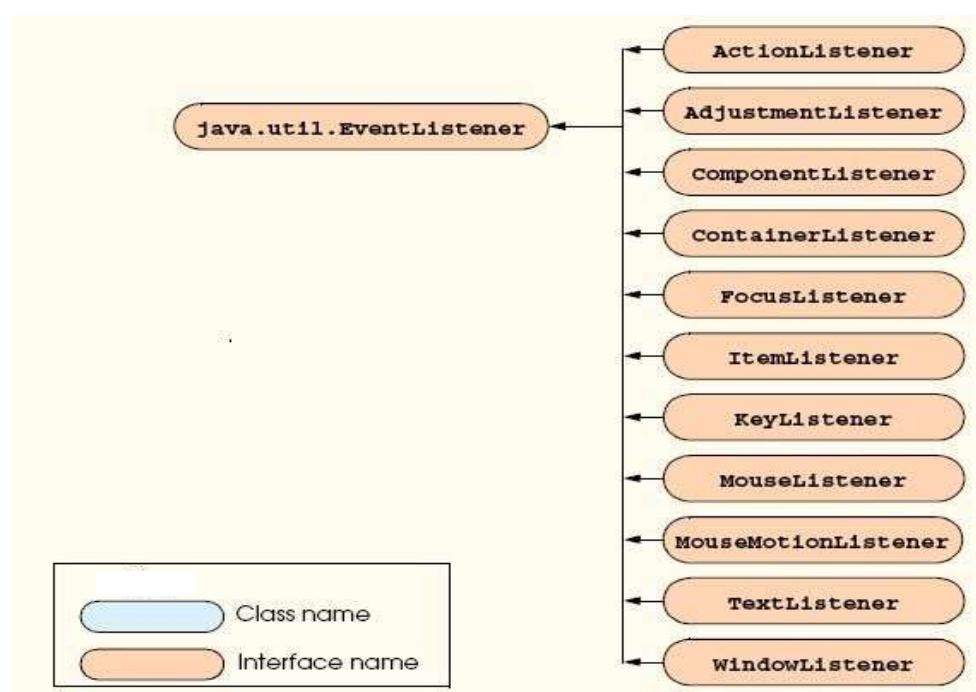 ActionListener
java.util.EventListener
AdjustmentListener
ComponentListener
ContainerListener
FocusListener
ItemListener
KeyListener
MouseListener
MouseMotionListener
TextListener
WindowListener
Class name
Interface name